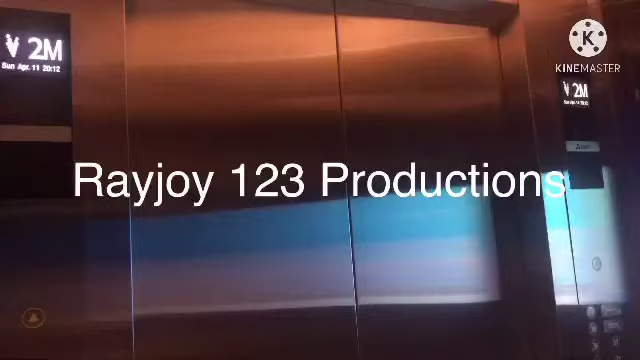 2M
Sun Apr. 11 20:12
KINEMASTER
2M
Rayjoy 123 Productions